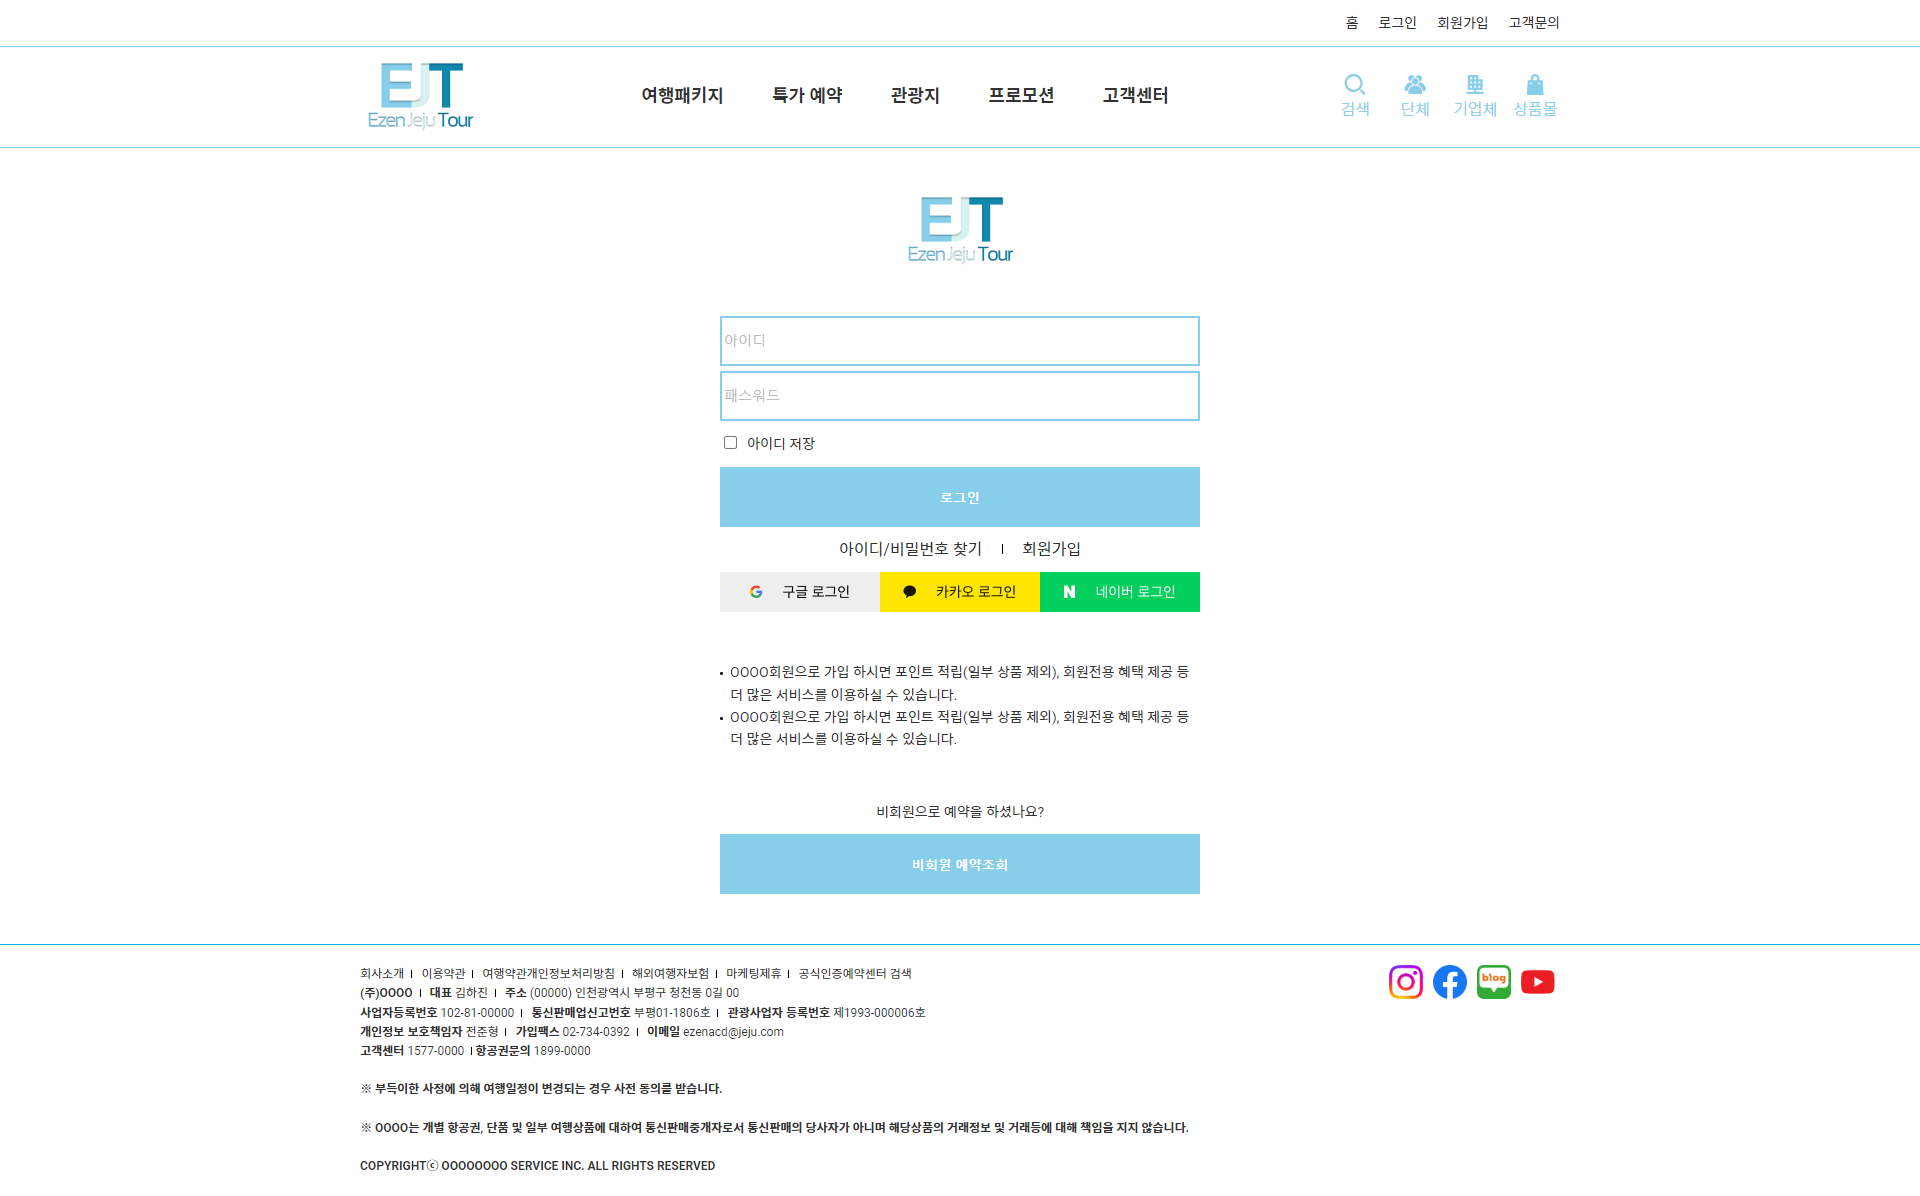 홈 로그인 회원가입 고객문의
EJT
Ezen Jeju Tour
여행패키지 특가 예약 관광지 프로모션 고객센터
검색 단체 기업체 상품몰
EJT
Ezen Jeju Tour
아이디
패스워드
아이디 저장
로그인
아이디/비밀번호 찾기 회원가입
구글 로그인 카카오 로그인 네이버 로그인
• OOOO회원으로 가입 하시면 포인트 적립(일부 상품 제외), 회원전용 혜택 제공 등
더 많은 서비스를 이용하실 수 있습니다.
• OOOO회원으로 가입 하시면 포인트 적립(일부 상품 제외), 회원전용 혜택 제공 등
더 많은 서비스를 이용하실 수 있습니다.
비회원으로 예약을 하셨나요?
비회원 예약조회
회사소개 | 이용약관 | 여행약관개인정보처리방침 | 해외여행자보험 | 마케팅제휴 | 공식인증예약센터 검색
(주)OOOO | 대표 김하진 | 주소 (00000) 인천광역시 부평구 청천동 0길 00
사업자등록번호 102-81-00000 | 통신판매업신고번호 부평01-1806호 | 관광사업자 등록번호 제1993-000006호
개인정보 보호책임자 전준형 | 가입팩스 02-734-0392 | 이메일 ezenacd@jeju.com
고객센터 1577-0000 | 항공권문의 1899-0000
blog
※ 부득이한 사정에 의해 여행일정이 변경되는 경우 사전 동의를 받습니다.
※ OOOO는 개별 항공권, 단품 및 일부 여행상품에 대하여 통신판매중개자로서 통신판매의 당사자가 아니며 해당상품의 거래정보 및 거래등에 대해 책임을 지지 않습니다.
COPYRIGHTⓒ OOOOOOOO SERVICE INC. ALL RIGHTS RESERVED